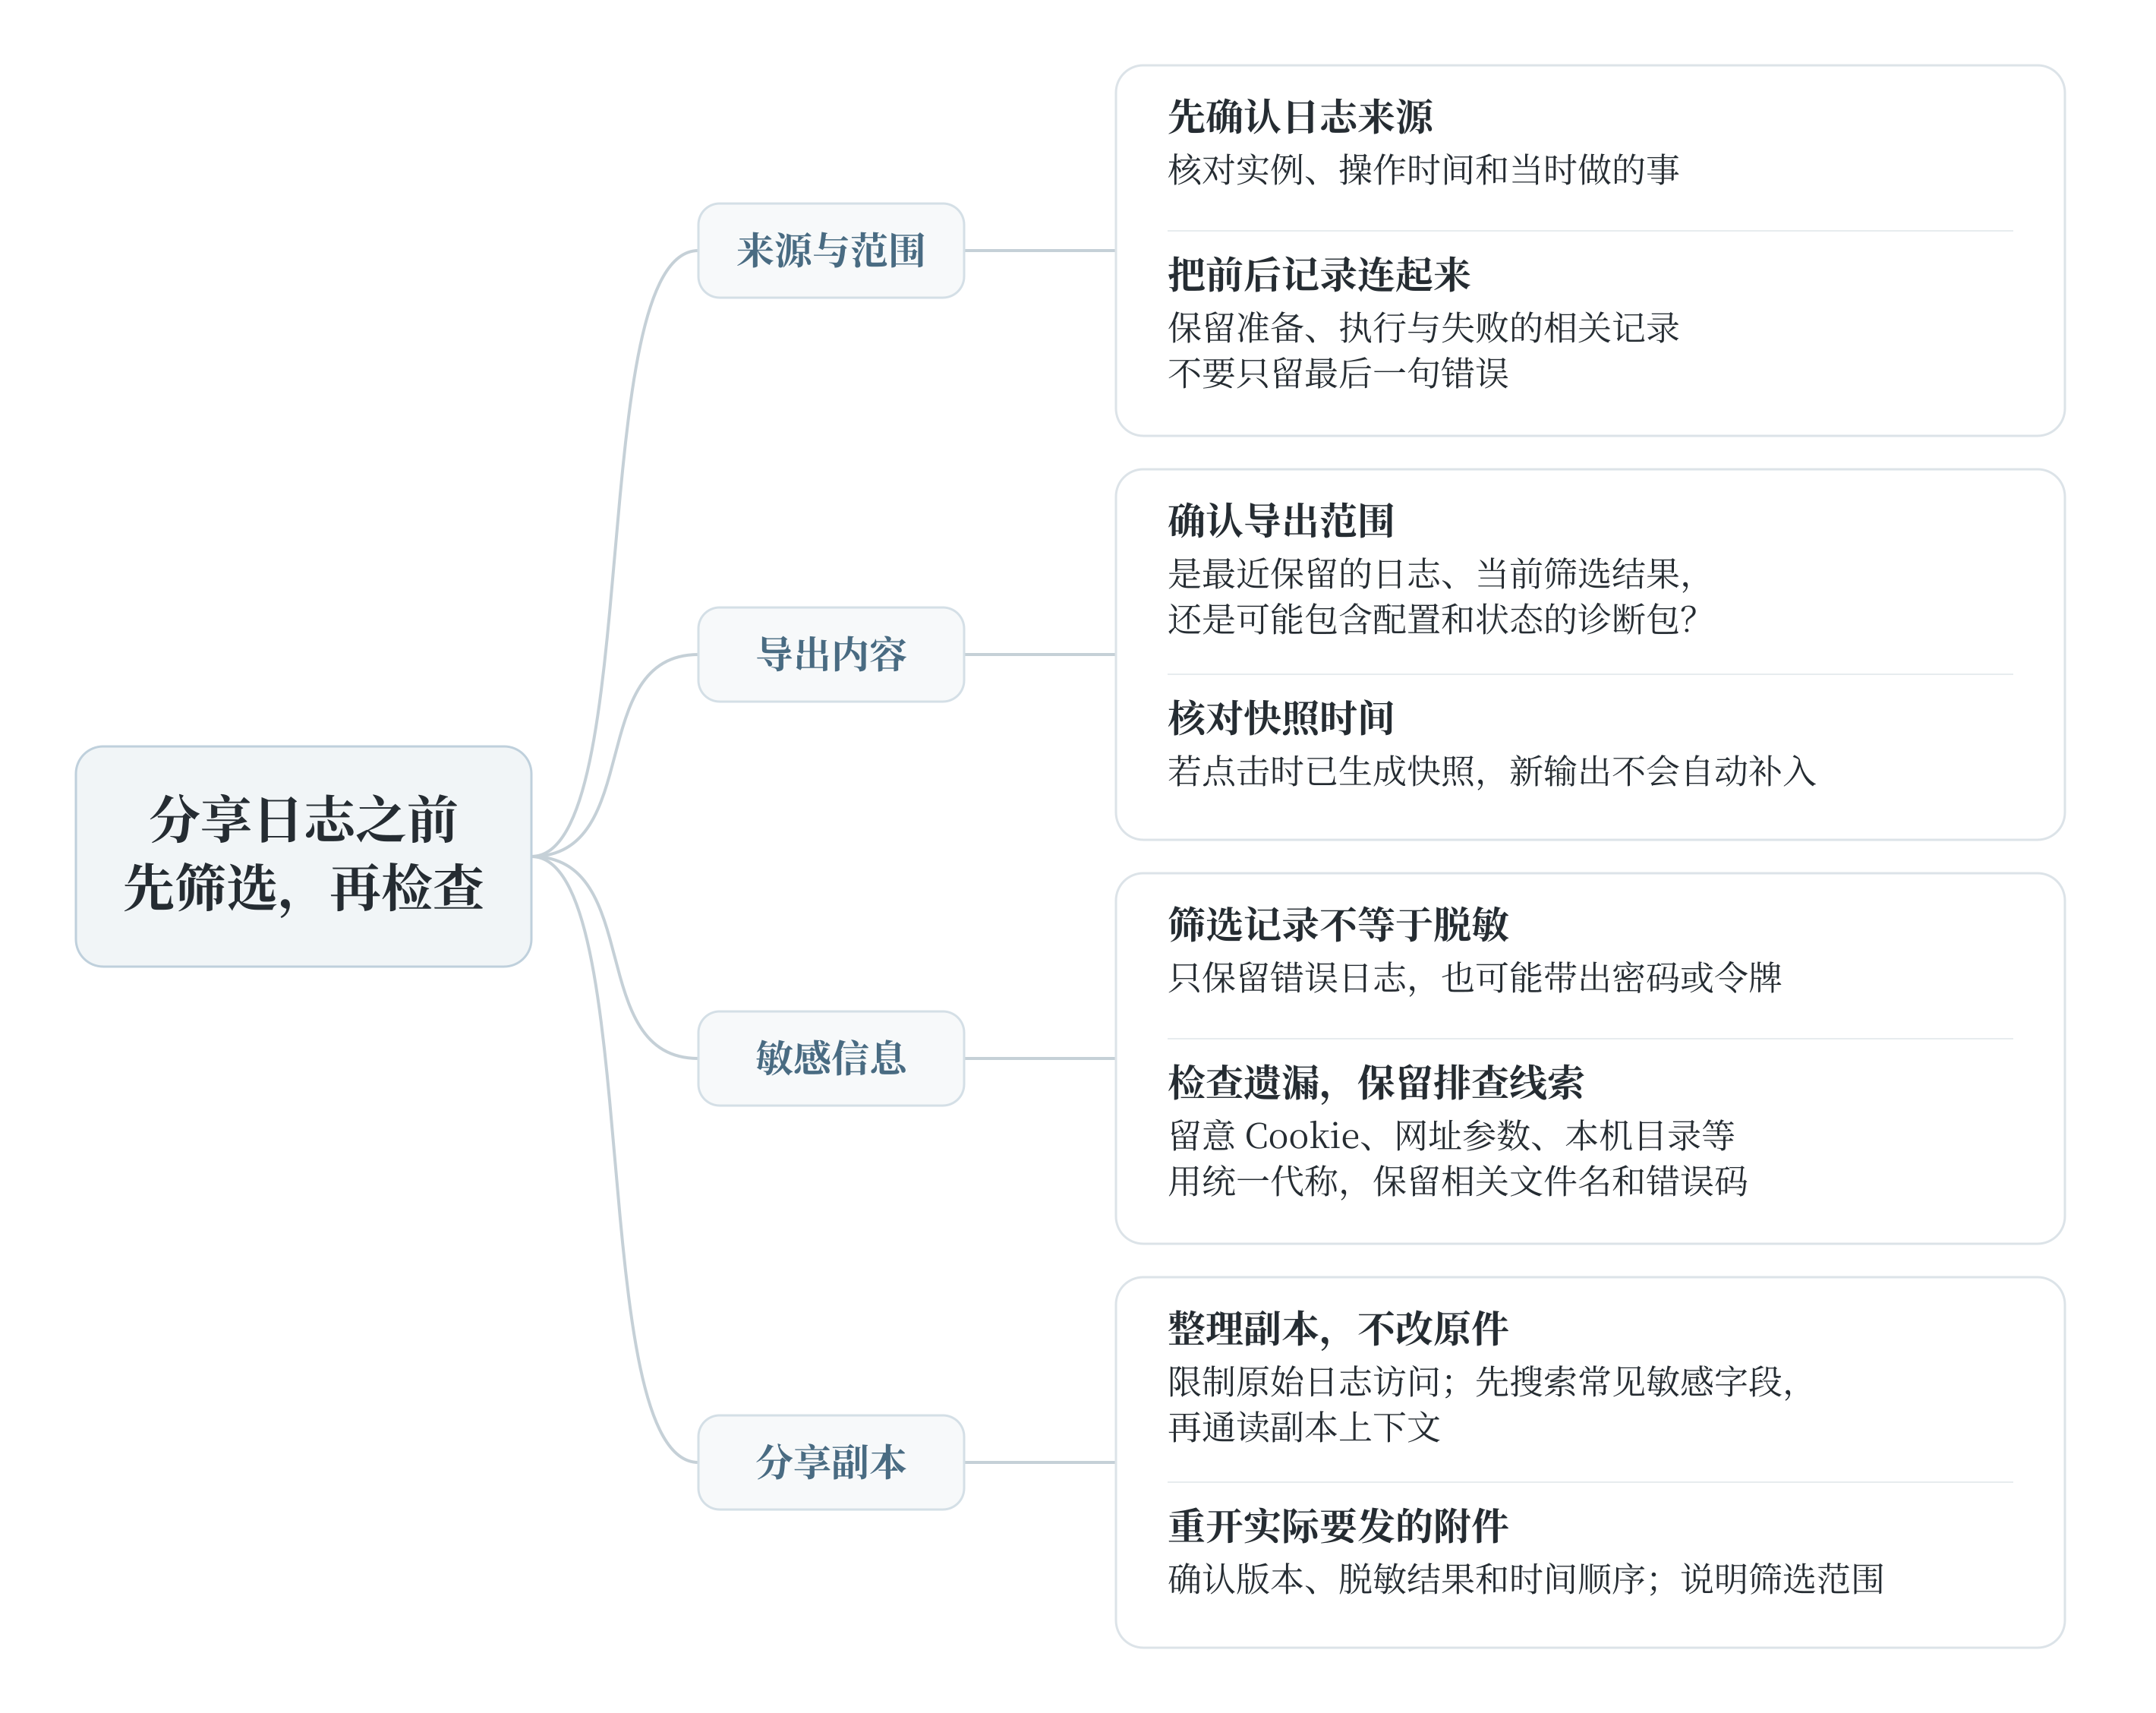 分享日志之前
先筛选，再检查
来源与范围
先确认日志来源
核对实例、操作时间和当时做的事
把前后记录连起来
保留准备、执行与失败的相关记录
不要只留最后一句错误
导出内容
确认导出范围
是最近保留的日志、当前筛选结果，
还是可能包含配置和状态的诊断包？
核对快照时间
若点击时已生成快照，新输出不会自动补入
敏感信息
筛选记录不等于脱敏
只保留错误日志，也可能带出密码或令牌
检查遗漏，保留排查线索
留意 Cookie、网址参数、本机目录等
用统一代称，保留相关文件名和错误码
分享副本
整理副本，不改原件
限制原始日志访问；先搜索常见敏感字段，
再通读副本上下文
重开实际要发的附件
确认版本、脱敏结果和时间顺序；说明筛选范围